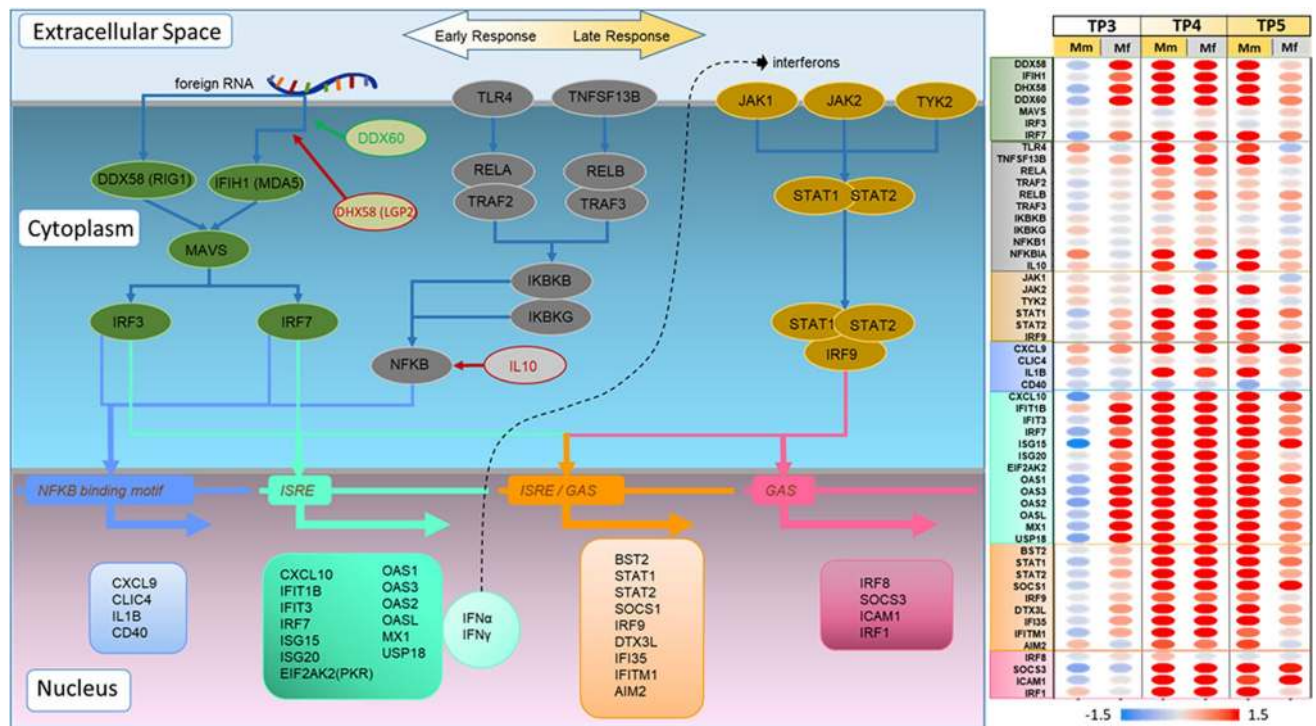 Extracellular Space
Early Response
Late Response
foreign RNA
interferons
TLR4
TNFSF13B
JAK1
JAK2
TYK2
DDX60
DDX58 (RIG1)
IFIH1 (MDA5)
RELA
RELB
DHX58 (LGP2)
TRAF2
TRAF3
STAT1
STAT2
Cytoplasm
MAVS
IKBKB
IKBKG
IRF3
IRF7
STAT1
STAT2
IRF9
NFKB
IL10
NFKB binding motif
ISRE
ISRE / GAS
GAS
CXCL9
CLIC4
IL1B
CD40
CXCL10
IFIT1B
IFIT3
IRF7
ISG15
ISG20
EIF2AK2(PKR)
OAS1
OAS3
OAS2
OASL
MX1
USP18
IFNα
IFNγ
BST2
STAT1
STAT2
SOCS1
IRF9
DTX3L
IFI35
IFITM1
AIM2
IRF8
SOCS3
ICAM1
IRF1
Nucleus
TP3 TP4 TP5
Mm Mf Mm Mf Mm Mf
DDX58
IFIH1
DHX58
DDX60
MAVS
IRF3
IRF7
TLR4
TNFSF13B
RELA
TRAF2
RELB
TRAF3
IKBKB
IKBKG
NFKB1
NFKBIA
IL10
JAK1
JAK2
TYK2
STAT1
STAT2
IRF9
CXCL9
CLIC4
IL1B
CD40
CXCL10
IFIT1B
IFIT3
IRF7
ISG15
ISG20
EIF2AK2
OAS1
OAS3
OAS2
OASL
MX1
USP18
BST2
STAT1
STAT2
SOCS1
IRF9
DTX3L
IFI35
IFITM1
AIM2
IRF8
SOCS3
ICAM1
IRF1
-1.5 1.5